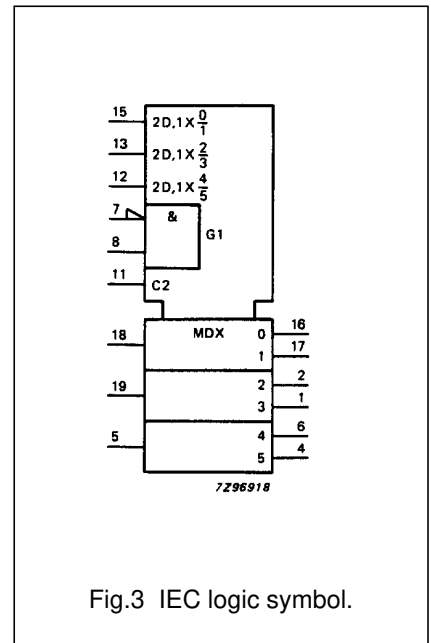 15 2D,1X 0/1
13 2D,1X 2/3
12 2D,1X 4/5
7 &
G1
8
11 C2
18 MDX 0 16
1 17
19 2 2
3 1
5 4 6
5 4
7Z96918
Fig.3 IEC logic symbol.